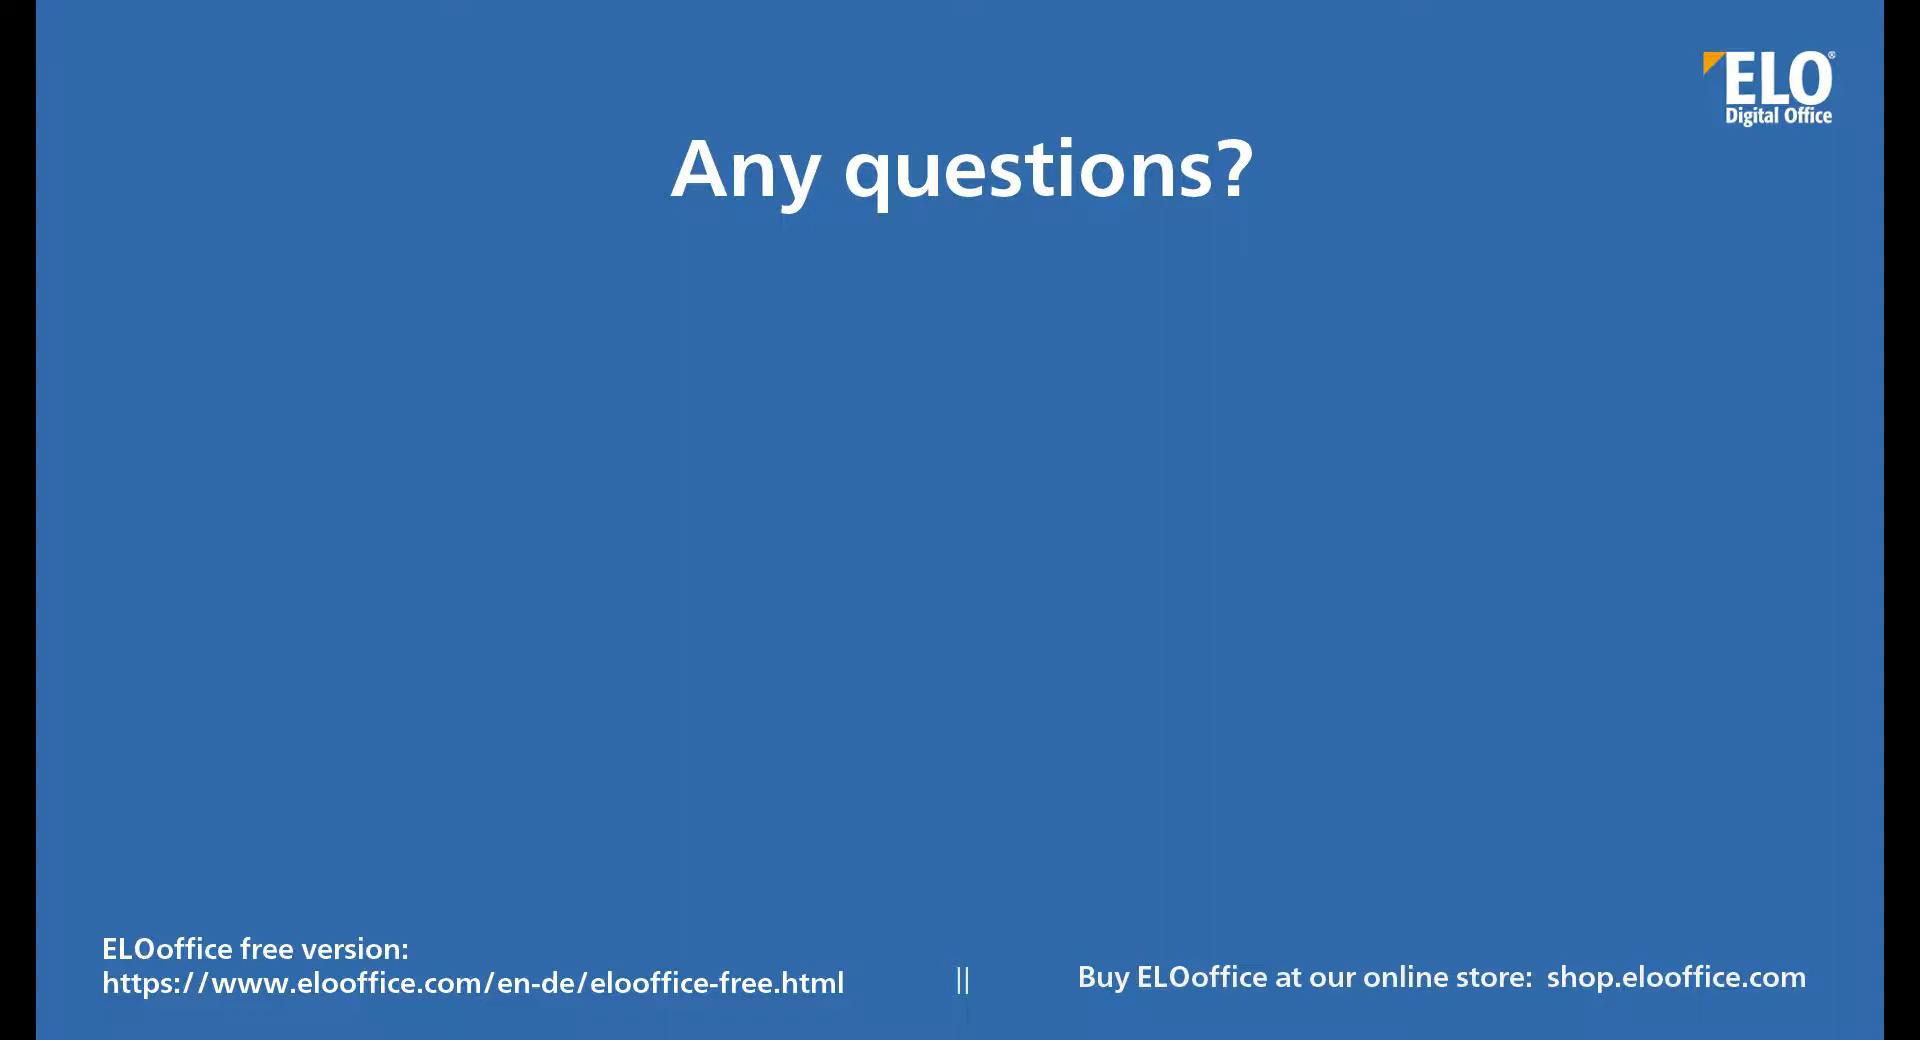 ELO®
Digital Office
Any questions?
ELOoffice free version:
https://www.elooffice.com/en-de/elooffice-free.html
||
Buy ELOoffice at our online store: shop.elooffice.com